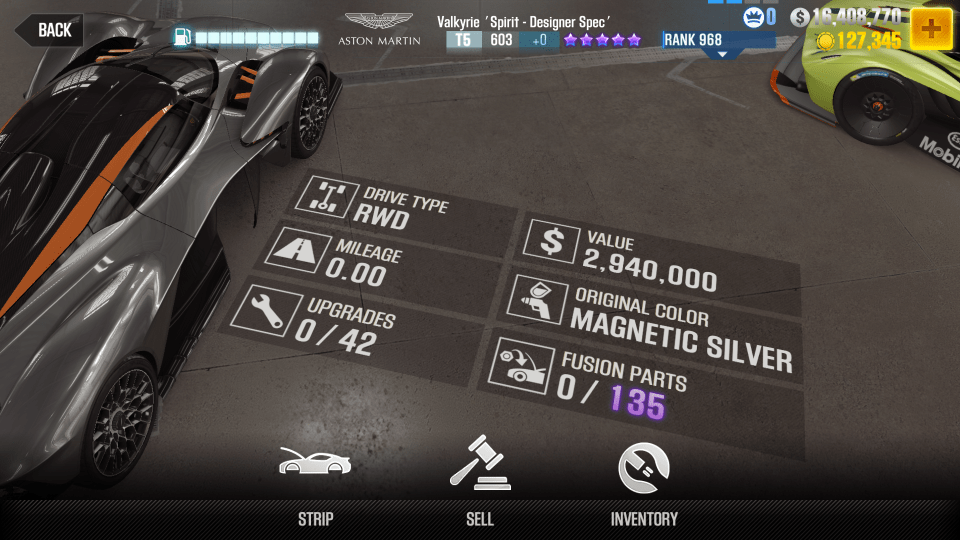 BACK
ASTON MARTIN
Valkyrie 'Spirit - Designer Spec'
T5 603 +0
RANK 968
0
$ 16,408,770
127,345
DRIVE TYPE
RWD
MILEAGE
0.00
UPGRADES
0 / 42
$ VALUE
2,940,000
ORIGINAL COLOR
MAGNETIC SILVER
FUSION PARTS
0 / 135
Mobil
STRIP
SELL
INVENTORY